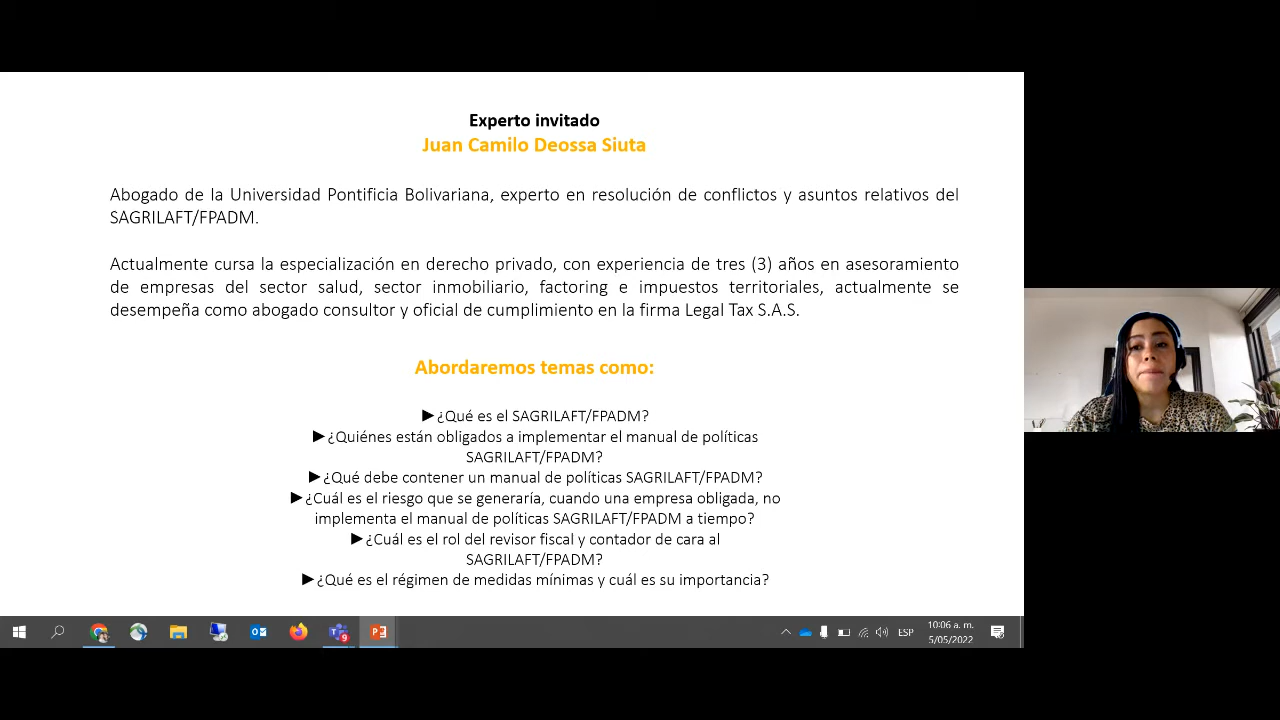 Experto invitado
Juan Camilo Deossa Siuta
Abogado de la Universidad Pontificia Bolivariana, experto en resolución de conflictos y asuntos relativos del
SAGRILAFT/FPADM.
Actualmente cursa la especialización en derecho privado, con experiencia de tres (3) años en asesoramiento
de empresas del sector salud, sector inmobiliario, factoring e impuestos territoriales, actualmente se
desempeña como abogado consultor y oficial de cumplimiento en la firma Legal Tax S.A.S.
Abordaremos temas como:
►¿Qué es el SAGRILAFT/FPADM?
►¿Quiénes están obligados a implementar el manual de políticas
SAGRILAFT/FPADM?
►¿Qué debe contener un manual de políticas SAGRILAFT/FPADM?
►¿Cuál es el riesgo que se generaría, cuando una empresa obligada, no
implementa el manual de políticas SAGRILAFT/FPADM a tiempo?
►¿Cuál es el rol del revisor fiscal y contador de cara al
SAGRILAFT/FPADM?
►¿Qué es el régimen de medidas mínimas y cuál es su importancia?
ESP
10:06 a. m.
5/05/2022